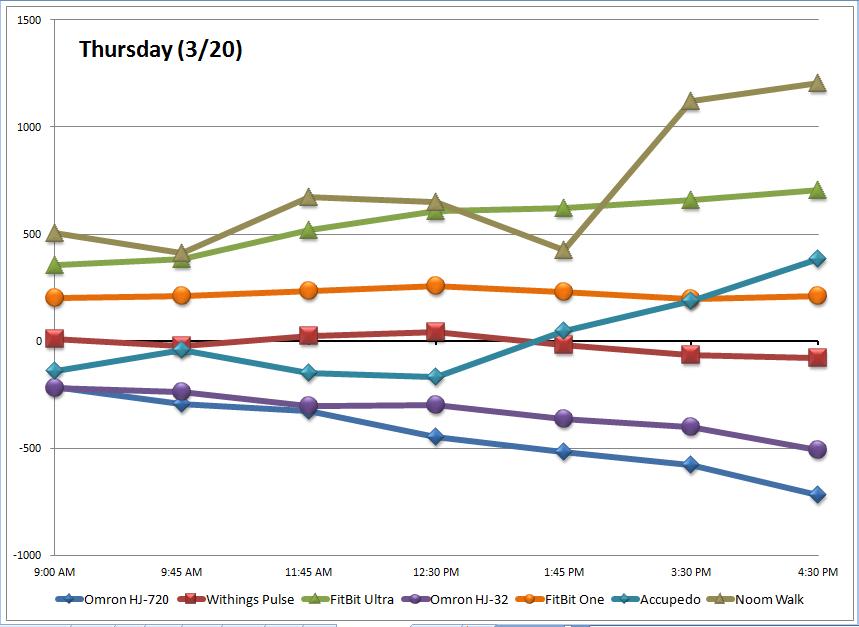 Thursday (3/20)
1500
1000
500
0
-500
-1000
9:00 AM 9:45 AM 11:45 AM 12:30 PM 1:45 PM 3:30 PM 4:30 PM
Omron HJ-720 Withings Pulse FitBit Ultra Omron HJ-32 FitBit One Accupedo Noom Walk